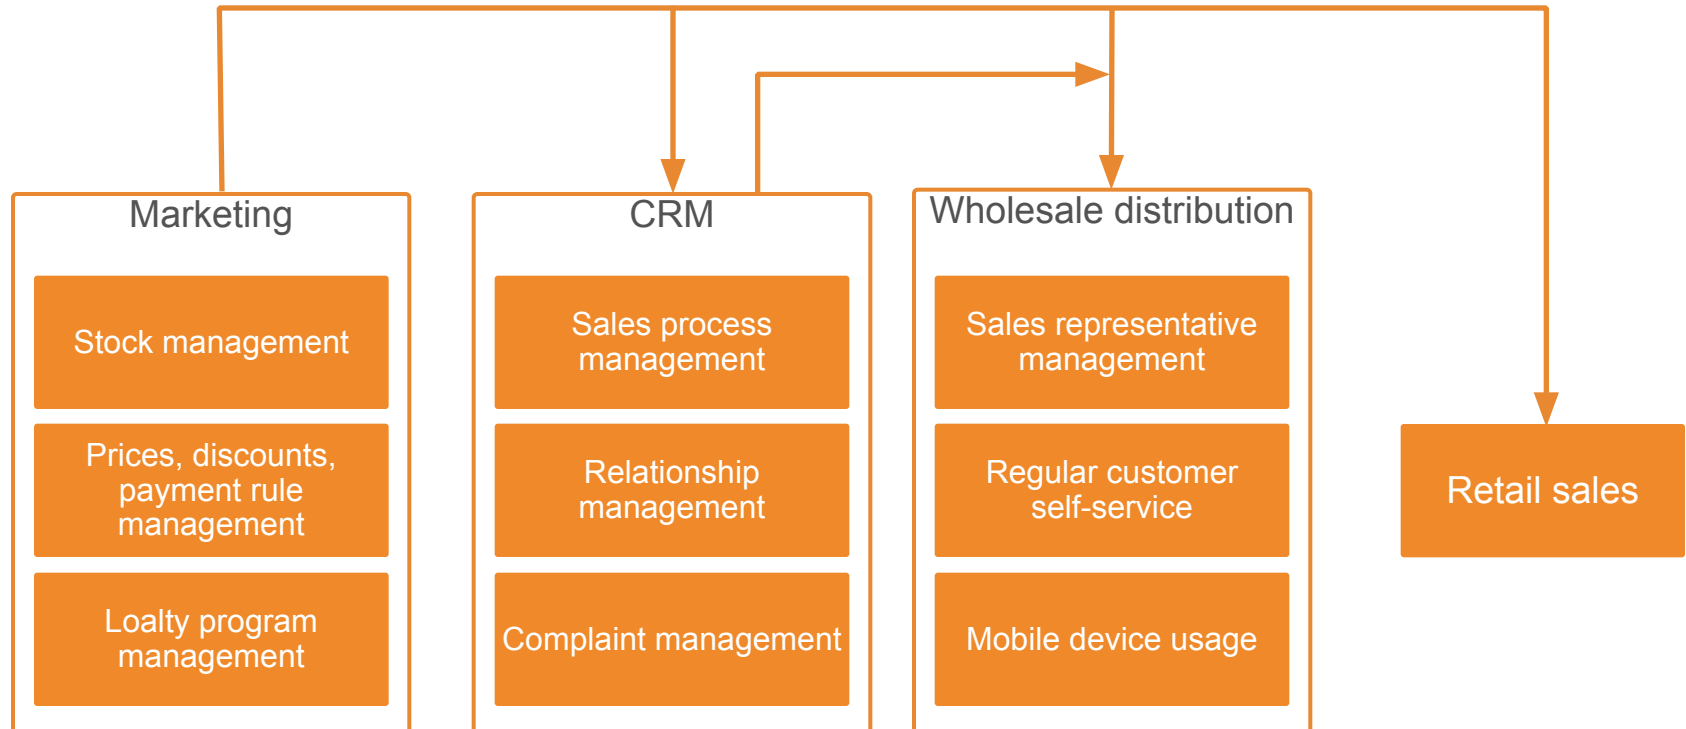 Marketing
Stock management
Prices, discounts,
payment rule
management
Loalty program
management
CRM
Sales process
management
Relationship
management
Complaint management
Wholesale distribution
Sales representative
management
Regular customer
self-service
Mobile device usage
Retail sales